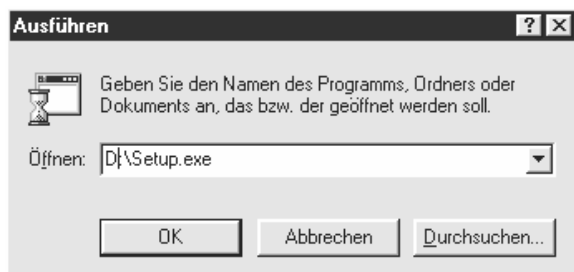 Ausführen
Geben Sie den Namen des Programms, Ordners oder
Dokuments an, das bzw. der geöffnet werden soll.
Öffnen: D:\Setup.exe
OK Abbrechen Durchsuchen...